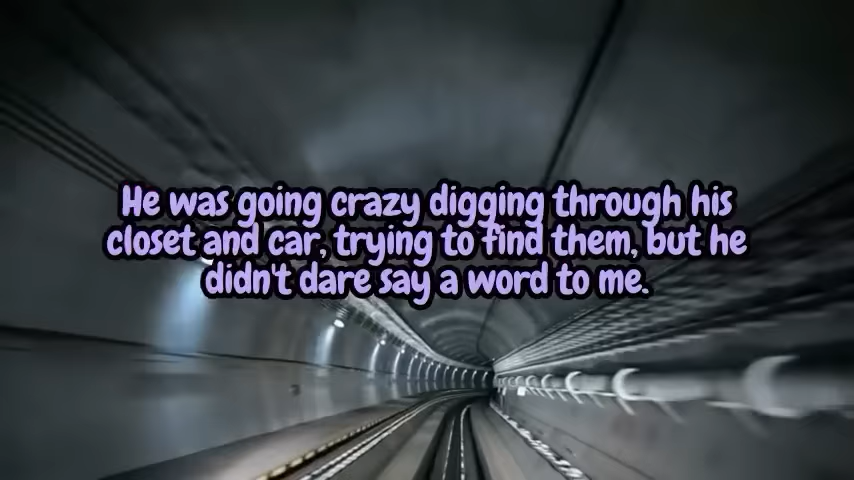 He was going crazy digging through his
closet and car, trying to find them, but he
didn't dare say a word to me.